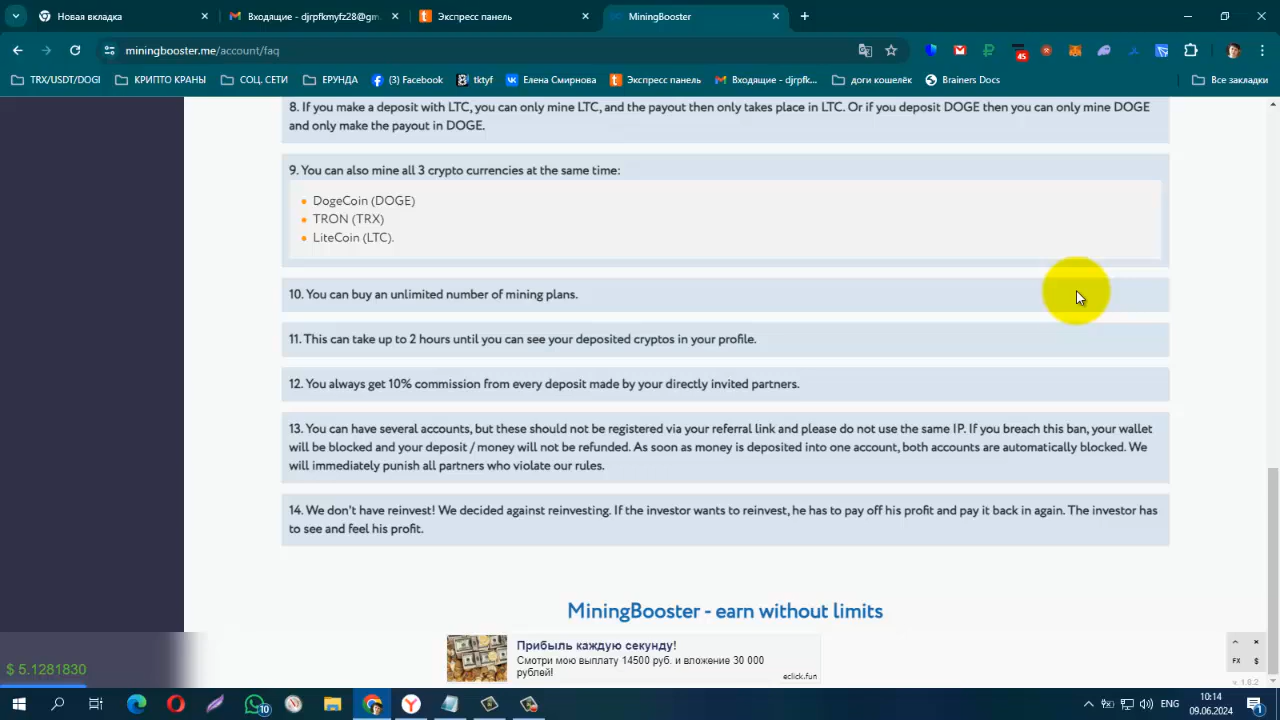 Новая вкладка
Входящие - djrpfkmyfz28@gm
Экспресс панель
MiningBooster
miningbooster.me/account/faq
45
TRX/USDT/DOGI
КРИПТО КРАНЫ
СОЦ. СЕТИ
ЕРУНДА
(3) Facebook
tktyf
Елена Смирнова
Экспресс панель
Входящие - djrpfk...
доги кошелёк
Brainers Docs
Все закладки
8. If you make a deposit with LTC, you can only mine LTC, and the payout then only takes place in LTC. Or if you deposit DOGE then you can only mine DOGE
and only make the payout in DOGE.
9. You can also mine all 3 crypto currencies at the same time:
DogeCoin (DOGE)
TRON (TRX)
LiteCoin (LTC).
10. You can buy an unlimited number of mining plans.
11. This can take up to 2 hours until you can see your deposited cryptos in your profile.
12. You always get 10% commission from every deposit made by your directly invited partners.
13. You can have several accounts, but these should not be registered via your referral link and please do not use the same IP. If you breach this ban, your wallet
will be blocked and your deposit / money will not be refunded. As soon as money is deposited into one account, both accounts are automatically blocked. We
will immediately punish all partners who violate our rules.
14. We don't have reinvest! We decided against reinvesting. If the investor wants to reinvest, he has to pay off his profit and pay it back in again. The investor has
to see and feel his profit.
MiningBooster - earn without limits
Прибыль каждую секунду!
Смотри мою выплату 14500 руб. и вложение 30 000
рублей!
eclick.fun
FX $
v. 1.9.2
$ 5.1281830
10
ENG
10:14
09.06.2024
1